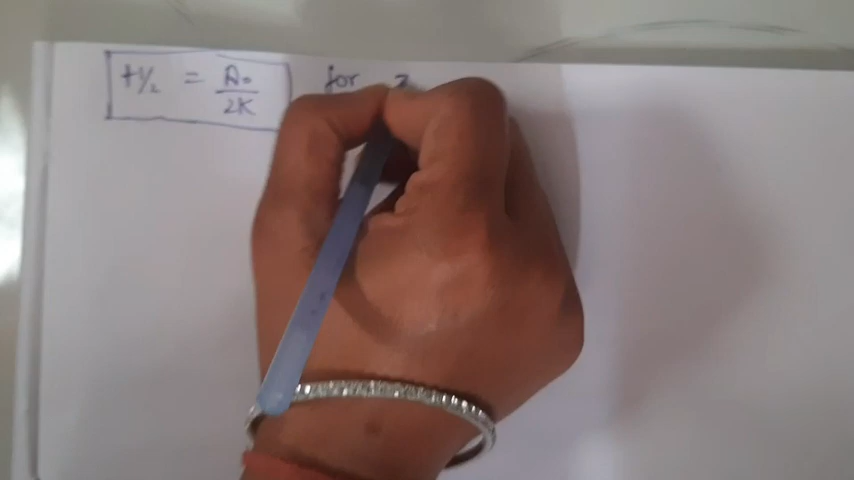 t½ = A₀/2K for